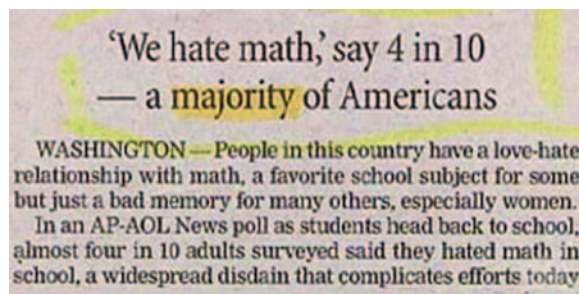 ‘We hate math,’ say 4 in 10
— a majority of Americans
WASHINGTON — People in this country have a love-hate
relationship with math, a favorite school subject for some
but just a bad memory for many others, especially women.
In an AP-AOL News poll as students head back to school,
almost four in 10 adults surveyed said they hated math in
school, a widespread disdain that complicates efforts today